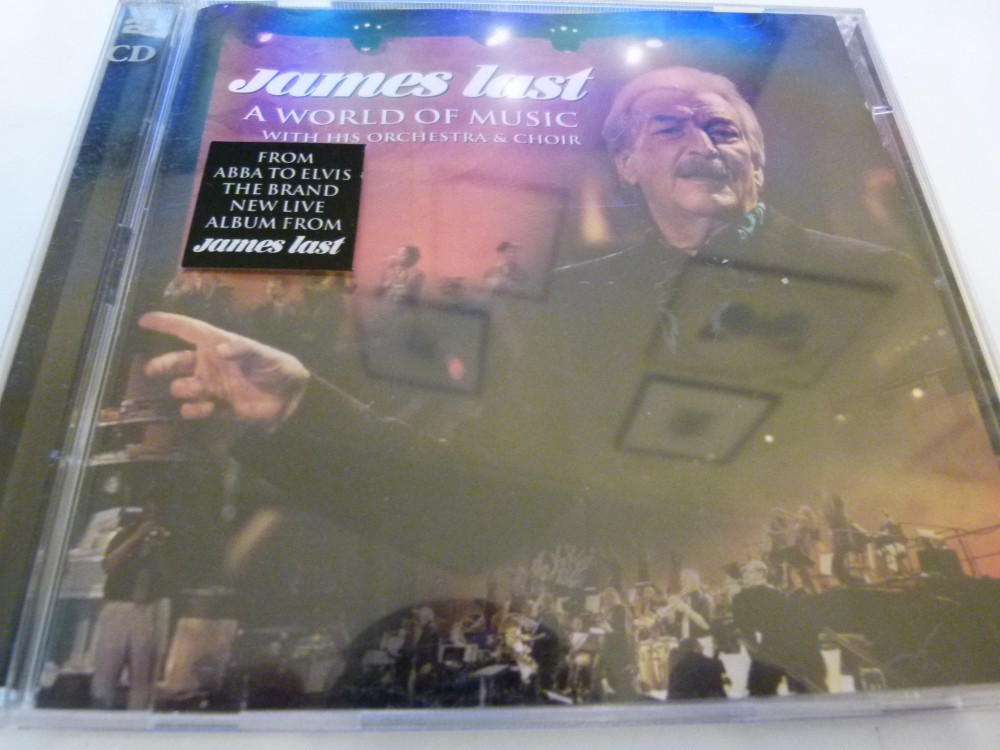 2
CD
James last
A WORLD OF MUSIC
WITH HIS ORCHESTRA & CHOIR
FROM
ABBA TO ELVIS
THE BRAND
NEW LIVE
ALBUM FROM
James last